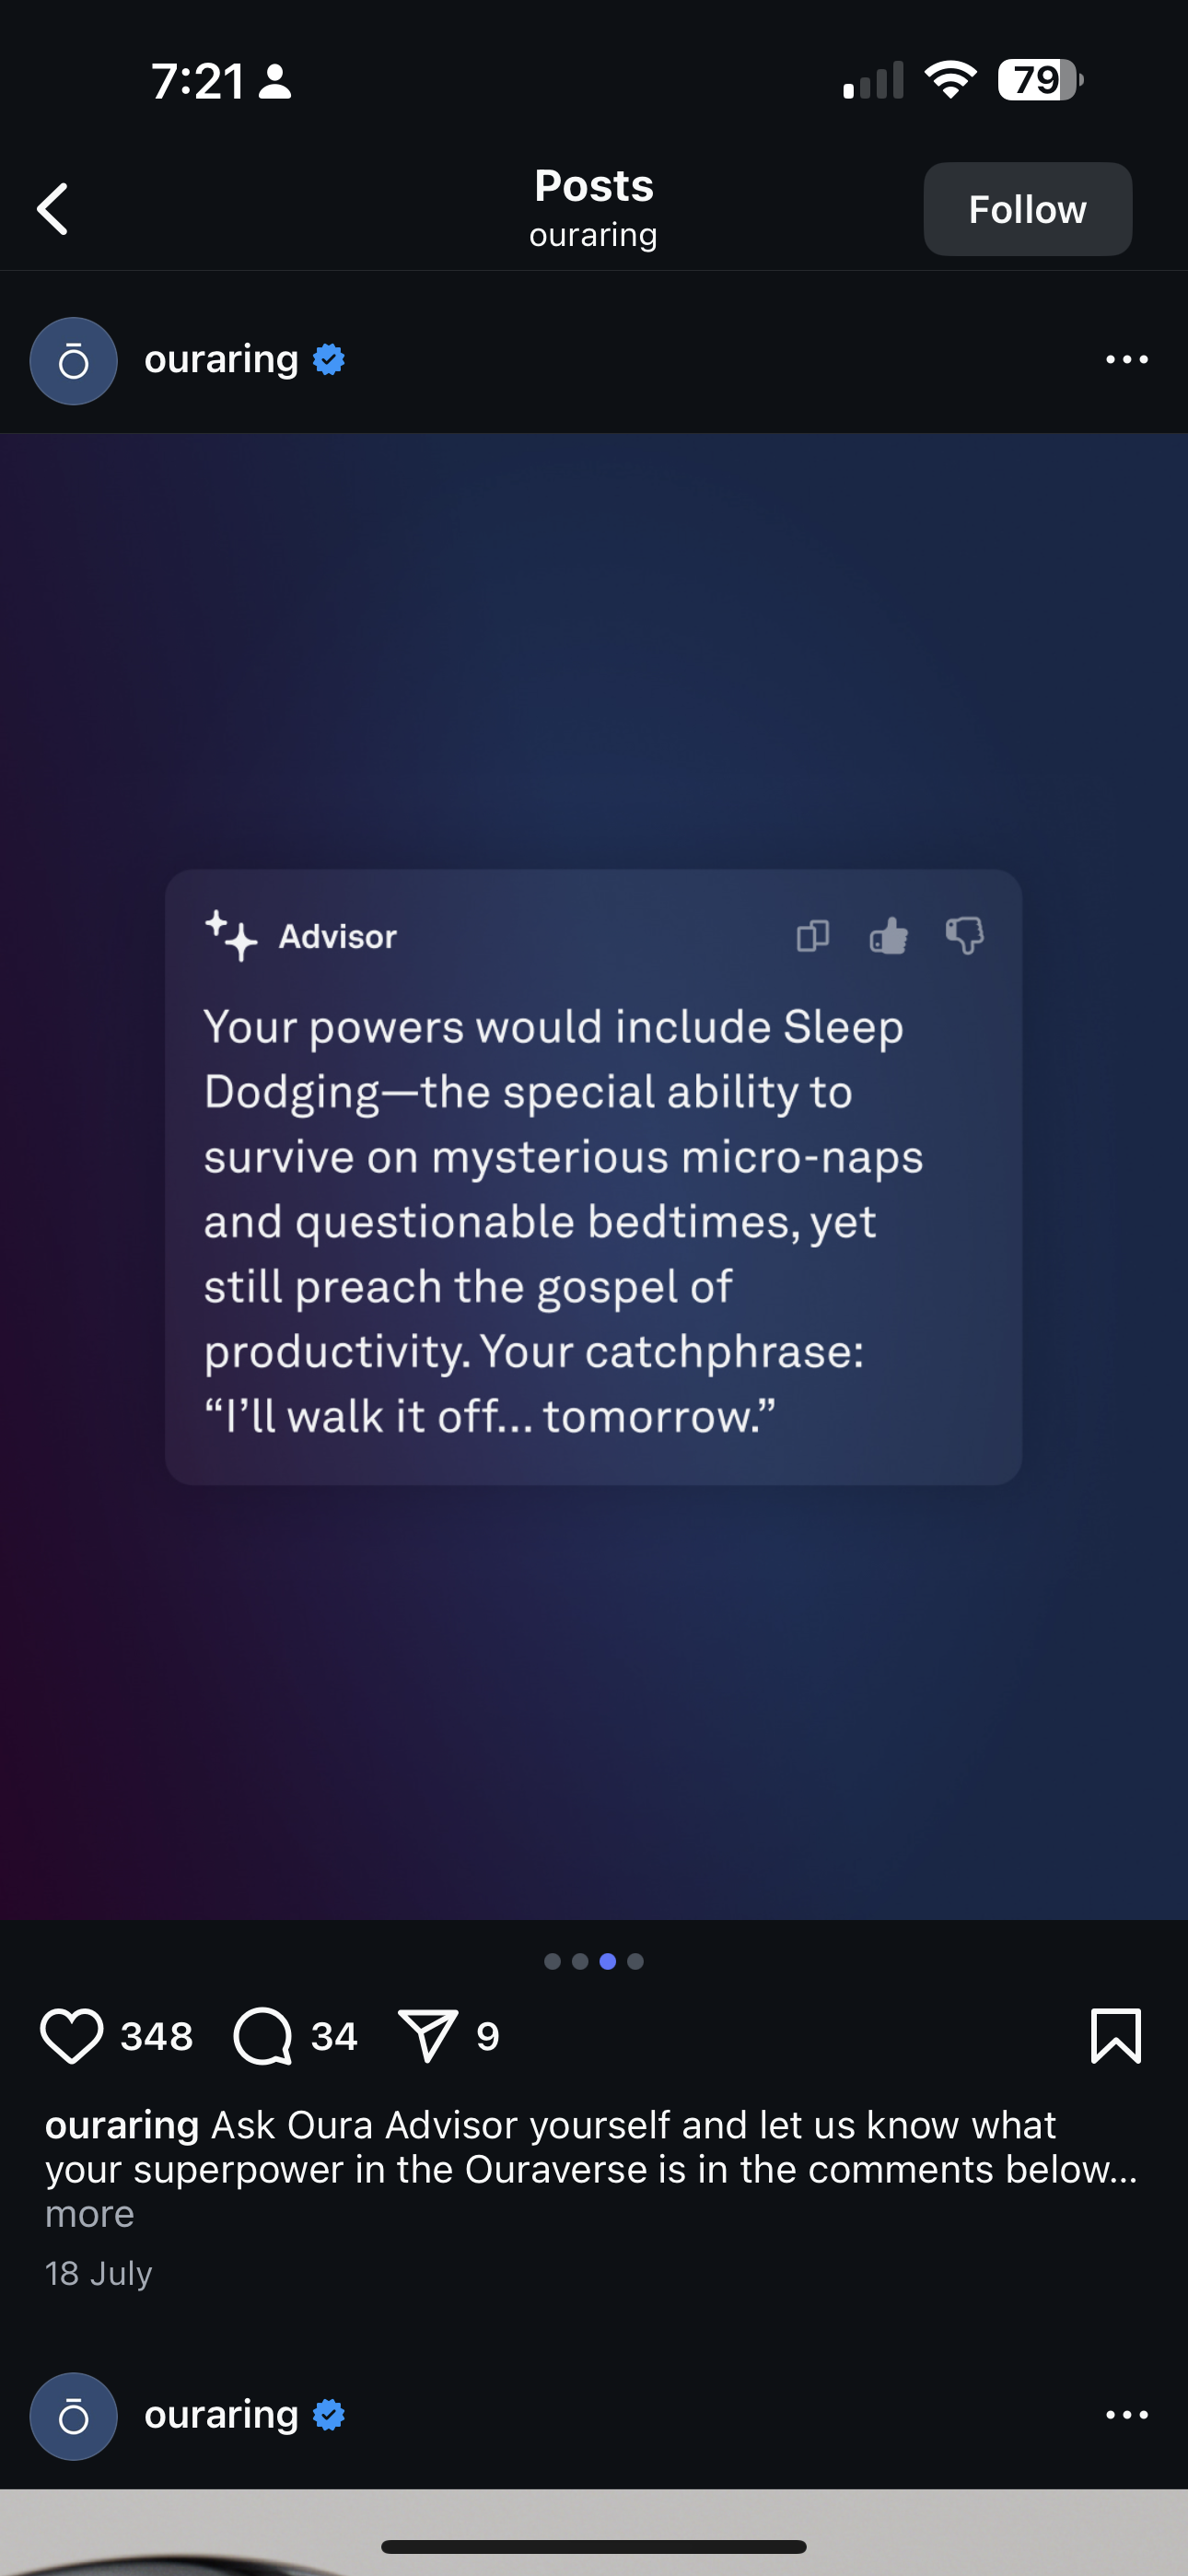 7:21
79
Posts
ouraring
Follow
ouraring
Advisor
Your powers would include Sleep
Dodging—the special ability to
survive on mysterious micro-naps
and questionable bedtimes, yet
still preach the gospel of
productivity. Your catchphrase:
“I’ll walk it off... tomorrow.”
348 34 9
ouraring Ask Oura Advisor yourself and let us know what
your superpower in the Ouraverse is in the comments below...
more
18 July
ouraring